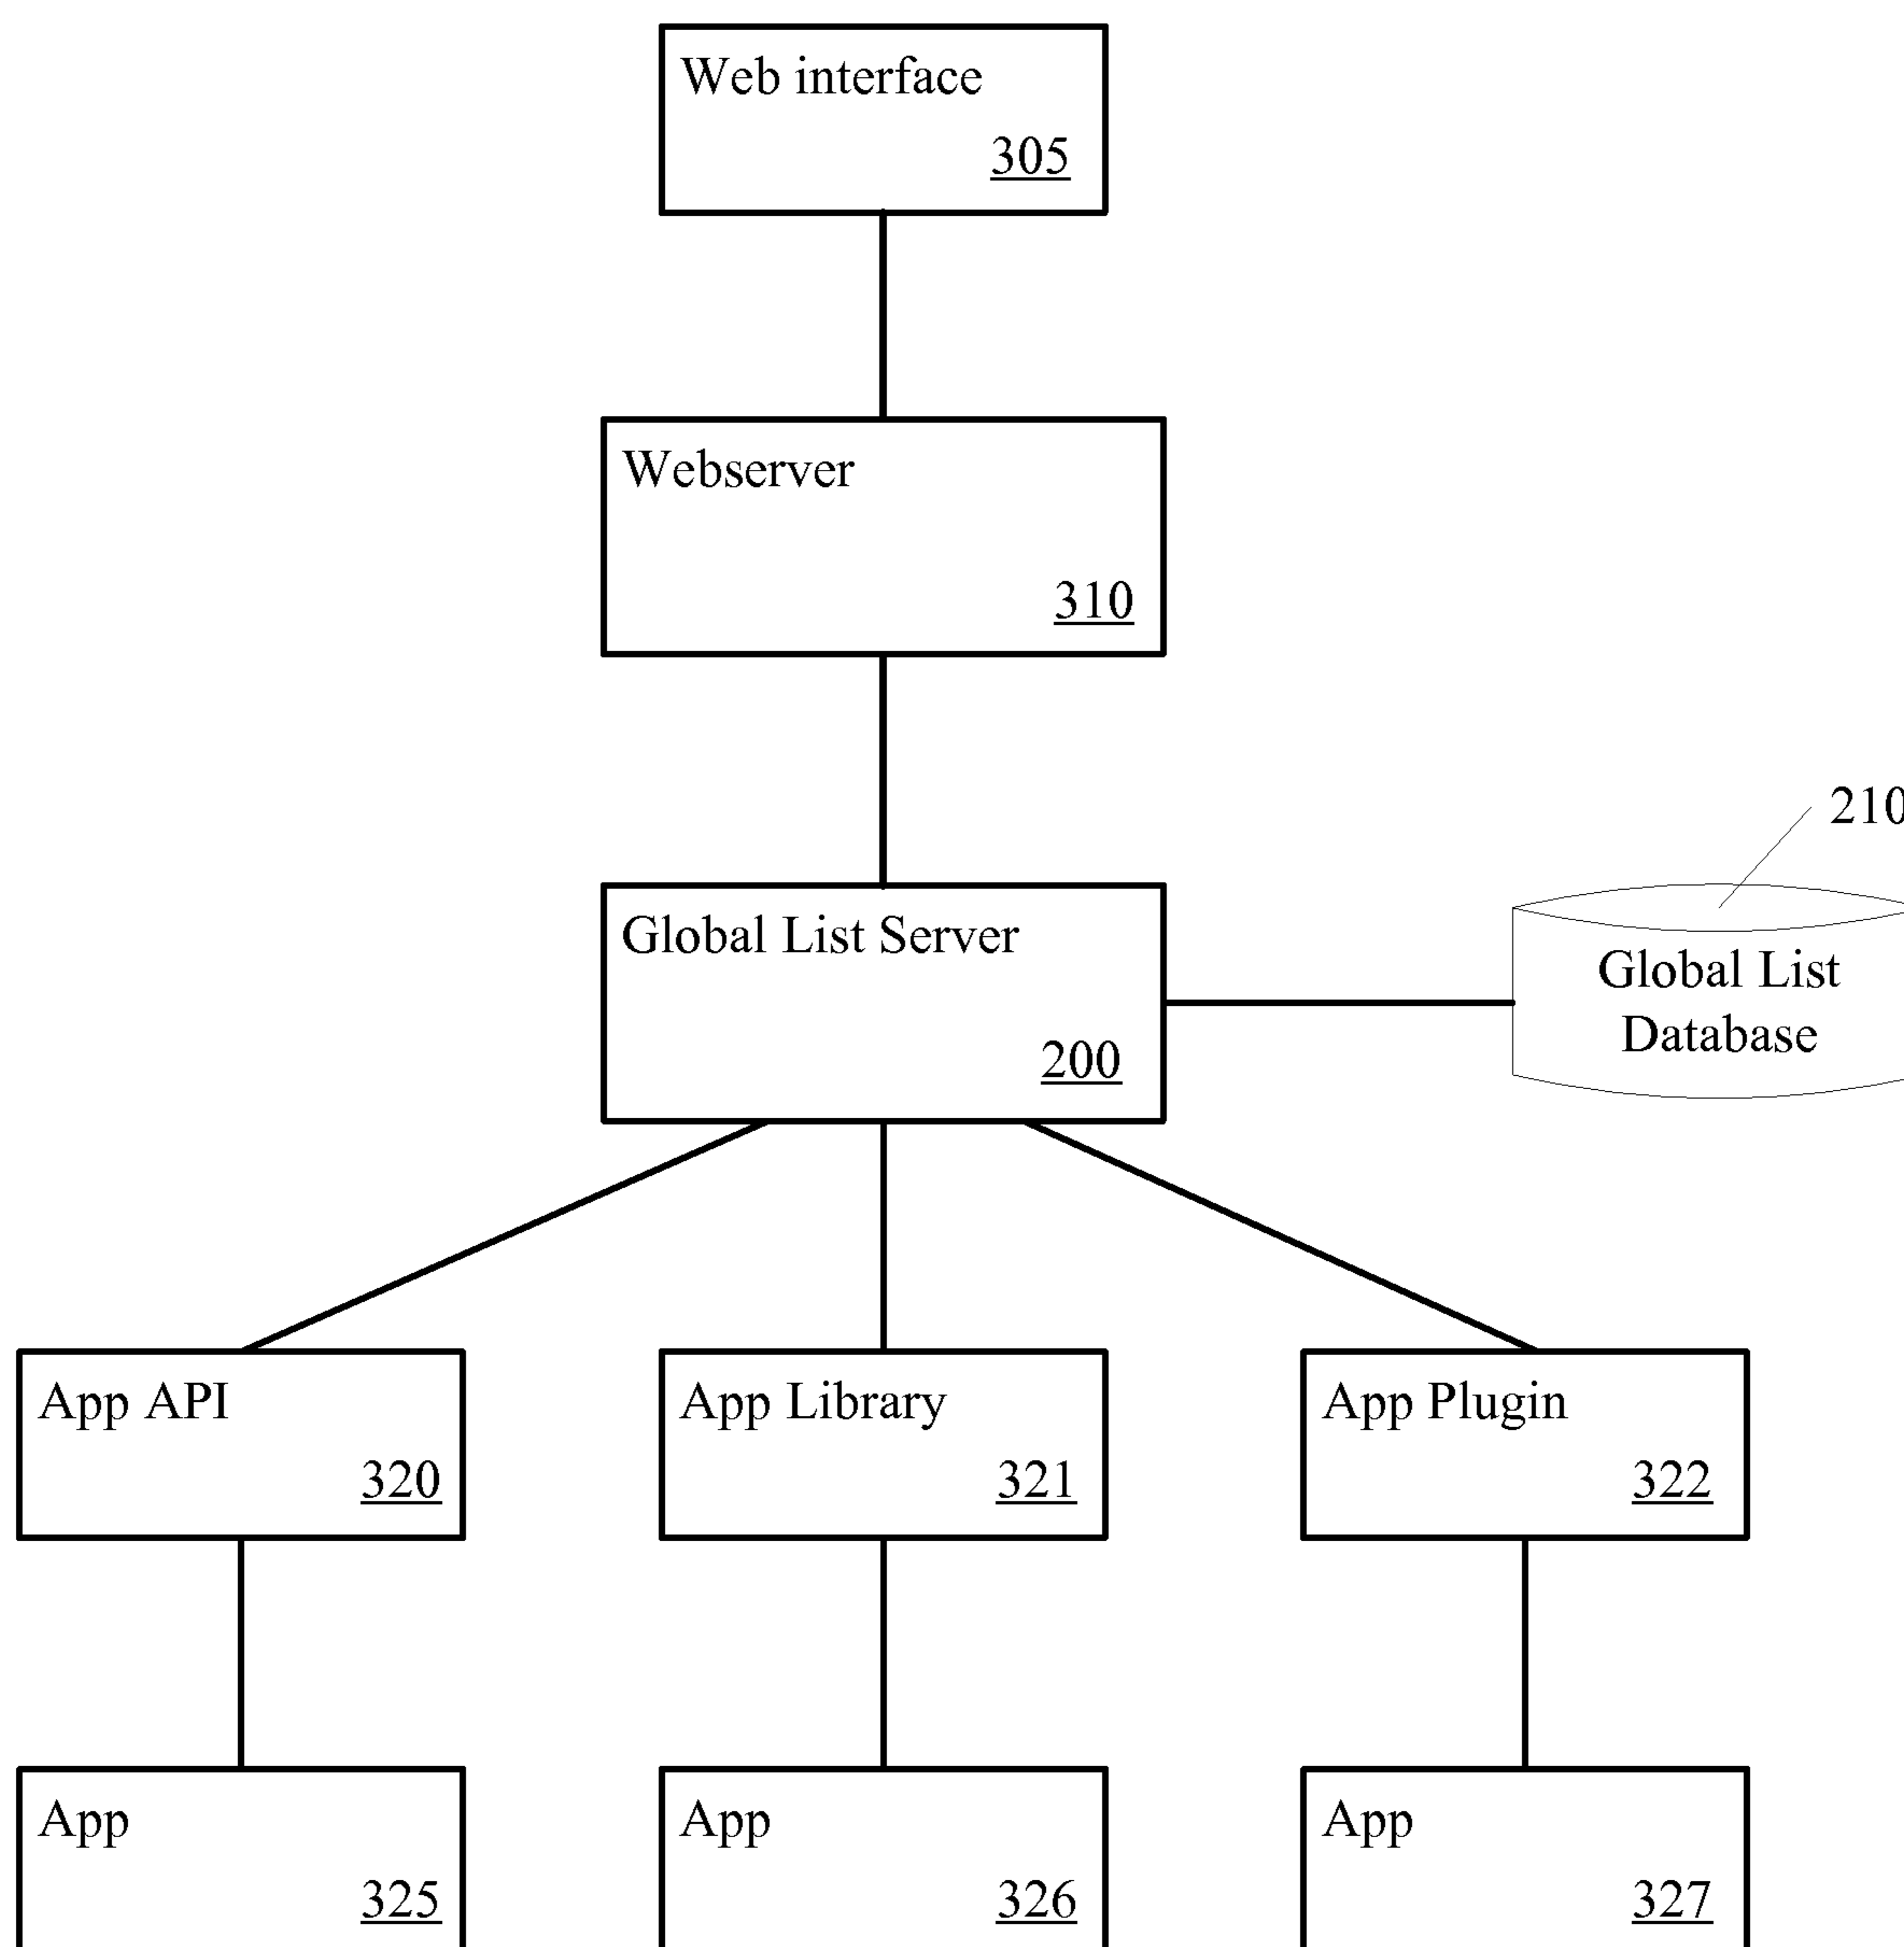 Web interface
305
Webserver
310
210
Global List Server
200
Global List
Database
App API
320
App Library
321
App Plugin
322
App
325
App
326
App
327